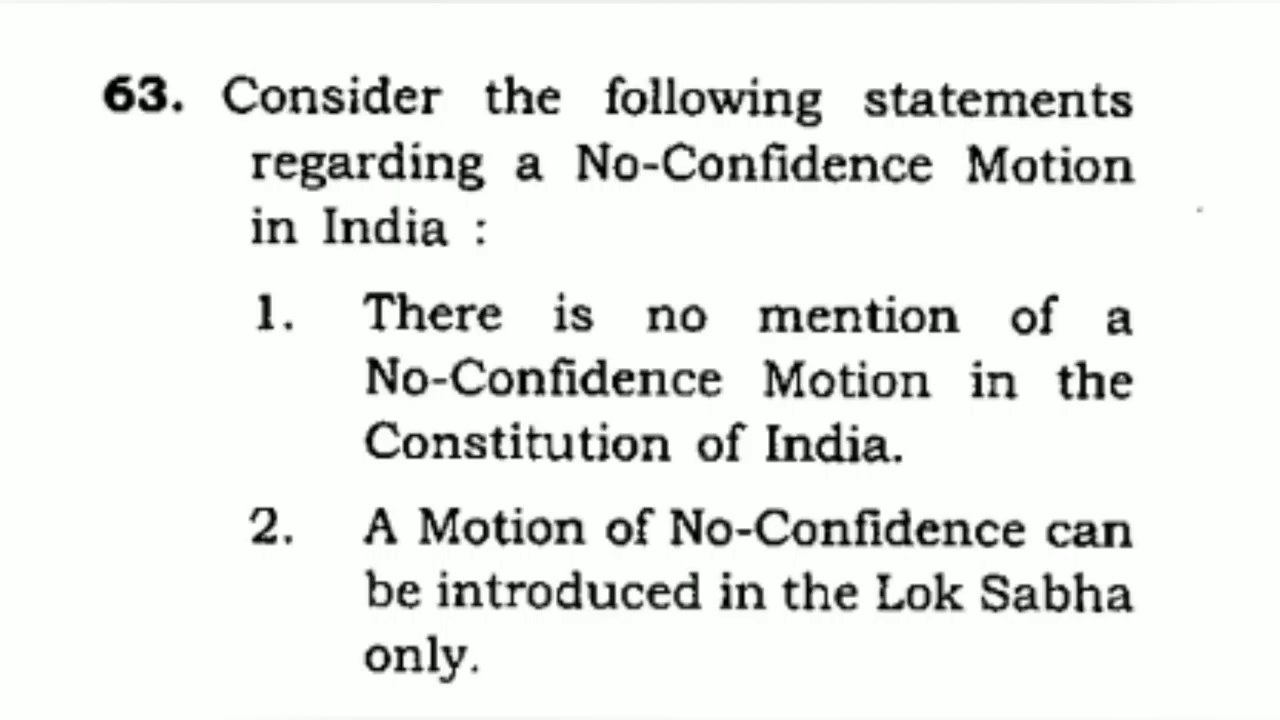 63. Consider the following statements
regarding a No-Confidence Motion
in India :
1. There is no mention of a
No-Confidence Motion in the
Constitution of India.
2. A Motion of No-Confidence can
be introduced in the Lok Sabha
only.